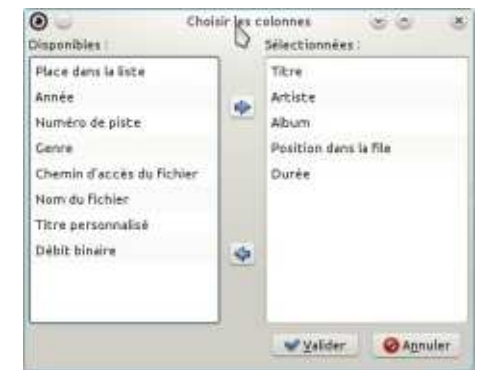 Choisir les colonnes
Disponibles :
Place dans la liste
Année
Numéro de piste
Genre
Chemin d'accès du fichier
Nom du fichier
Titre personnalisé
Débit binaire
Sélectionnées :
Titre
Artiste
Album
Position dans la file
Durée
Valider
Annuler